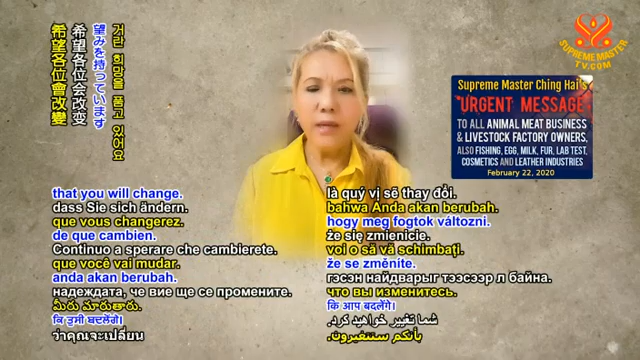 거란 희망을 품고 있어요
望みを持っています
希望各位会改变
希望各位會改變
SUPREME MASTER
TV.COM
Supreme Master Ching Hai's
"URGENT MESSAGE"
TO ALL ANIMAL MEAT BUSINESS
& LIVESTOCK FACTORY OWNERS,
ALSO FISHING, EGG, MILK, FUR, LAB TEST,
COSMETICS AND LEATHER INDUSTRIES
February 22, 2020
that you will change.
dass Sie sich ändern.
que vous changerez.
de que cambien.
Continuo a sperare che cambierete.
que você vai mudar.
anda akan berubah.
надеждата, че вие ще се промените.
మీరు మారుతారు.
ਕਿ ਤੁਸੀ ਬਦਲੋਂਗੇ।
ว่าคุณจะเปลี่ยน
là quý vị sẽ thay đổi.
bahwa Anda akan berubah.
hogy meg fogtok változni.
że się zmienicie.
voi o să vă schimbaţi.
že se změníte.
гэсэн найдварыг тээсээр л байна.
что вы изменитесь.
कि आप बदलेंगे।
شما تغییر خواهید کرد.
بأنكم ستتغيرون.